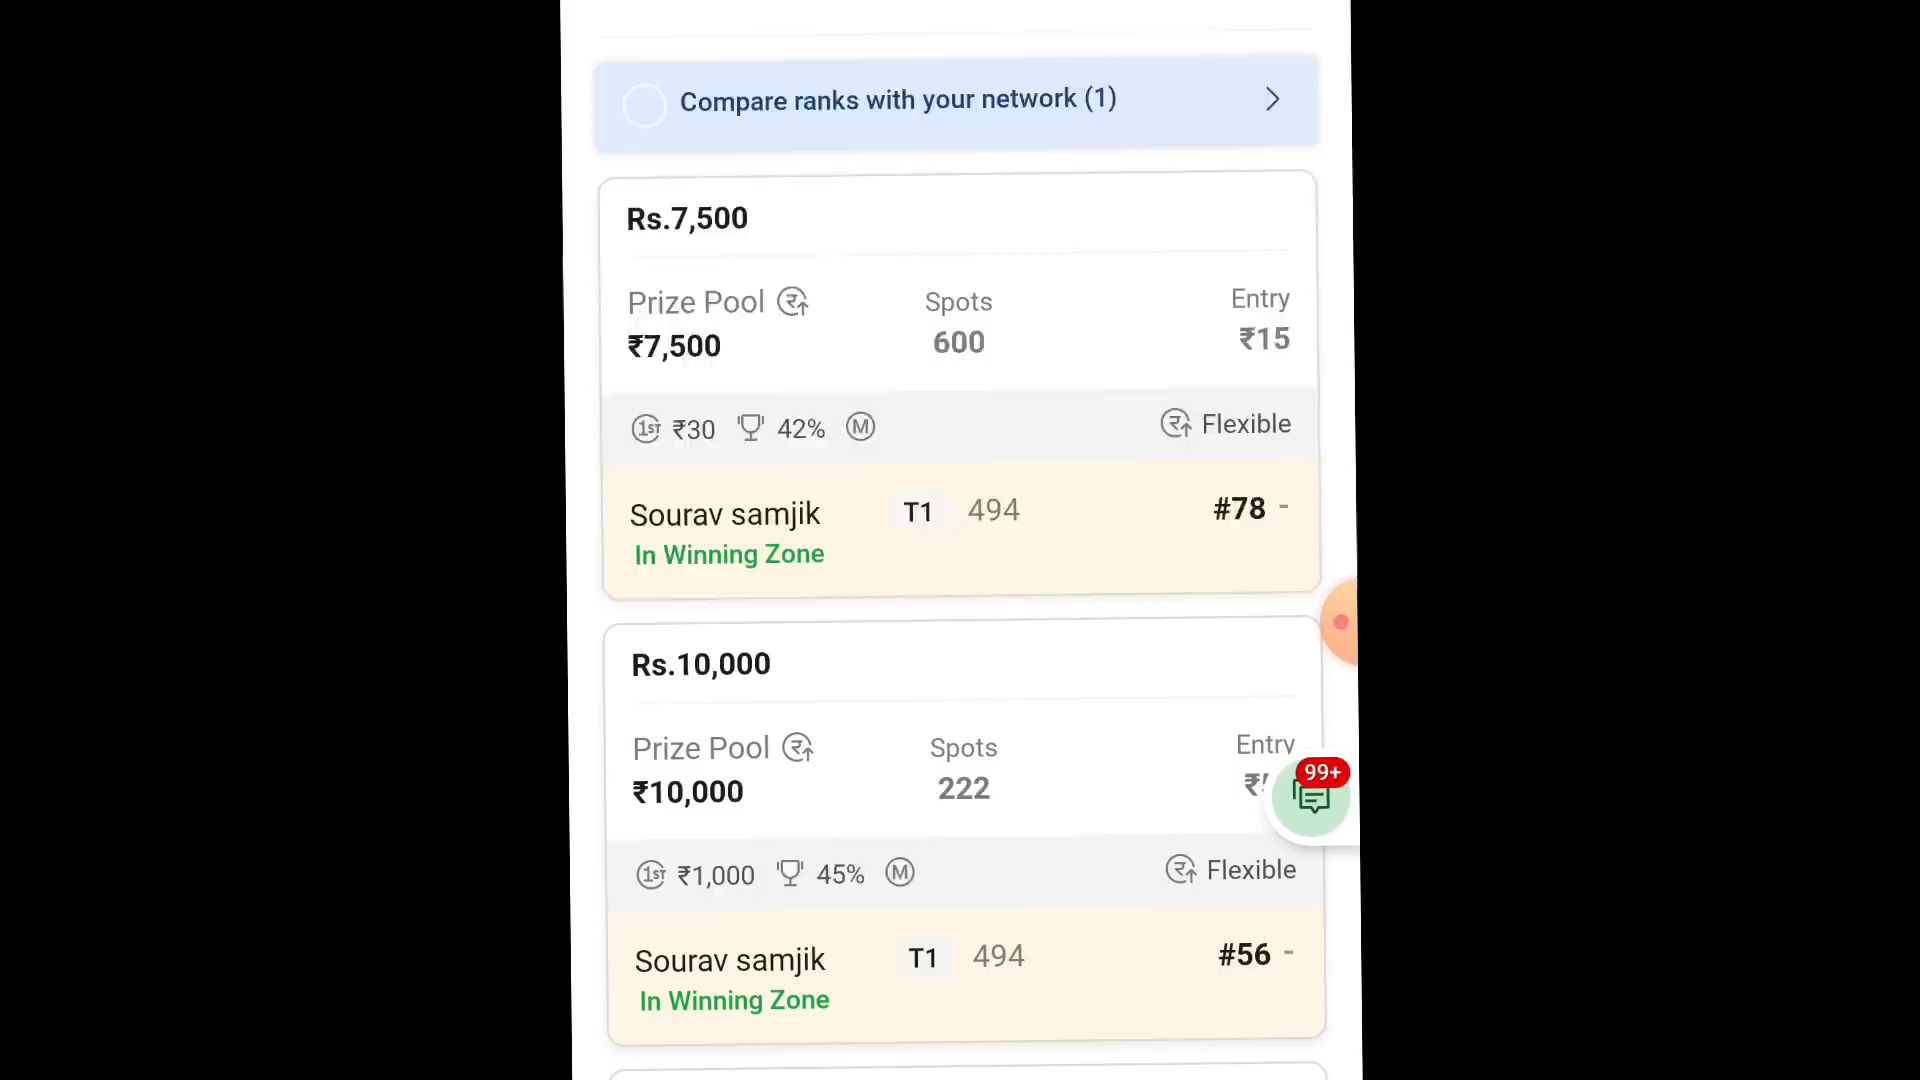 Compare ranks with your network (1)
Rs.7,500
Prize Pool Spots Entry
₹7,500 600 ₹15
1ST ₹30 42% M Flexible
Sourav samjik T1 494 #78 -
In Winning Zone
Rs.10,000
Prize Pool Spots Entry
₹10,000 222
99+
1ST ₹1,000 45% M Flexible
Sourav samjik T1 494 #56 -
In Winning Zone